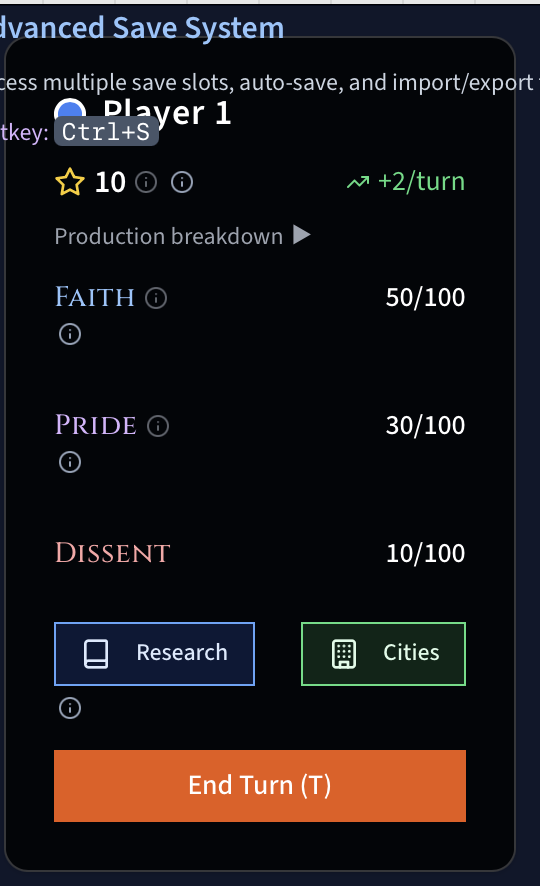 dvanced Save System
cess multiple save slots, auto-save, and import/export
Player 1
tkey: Ctrl+S
10
+2/turn
Production breakdown ▶
Faith
50/100
Pride
30/100
Dissent
10/100
Research
Cities
End Turn (T)